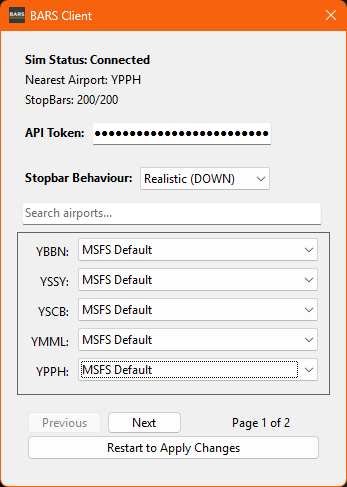 BARS BARS Client
Sim Status: Connected
Nearest Airport: YPPH
StopBars: 200/200
API Token: ●●●●●●●●●●●●●●●●●●●●●●●●●
Stopbar Behaviour: Realistic (DOWN)
Search airports...
YBBN: MSFS Default
YSSY: MSFS Default
YSCB: MSFS Default
YMML: MSFS Default
YPPH: MSFS Default
Previous Next Page 1 of 2
Restart to Apply Changes